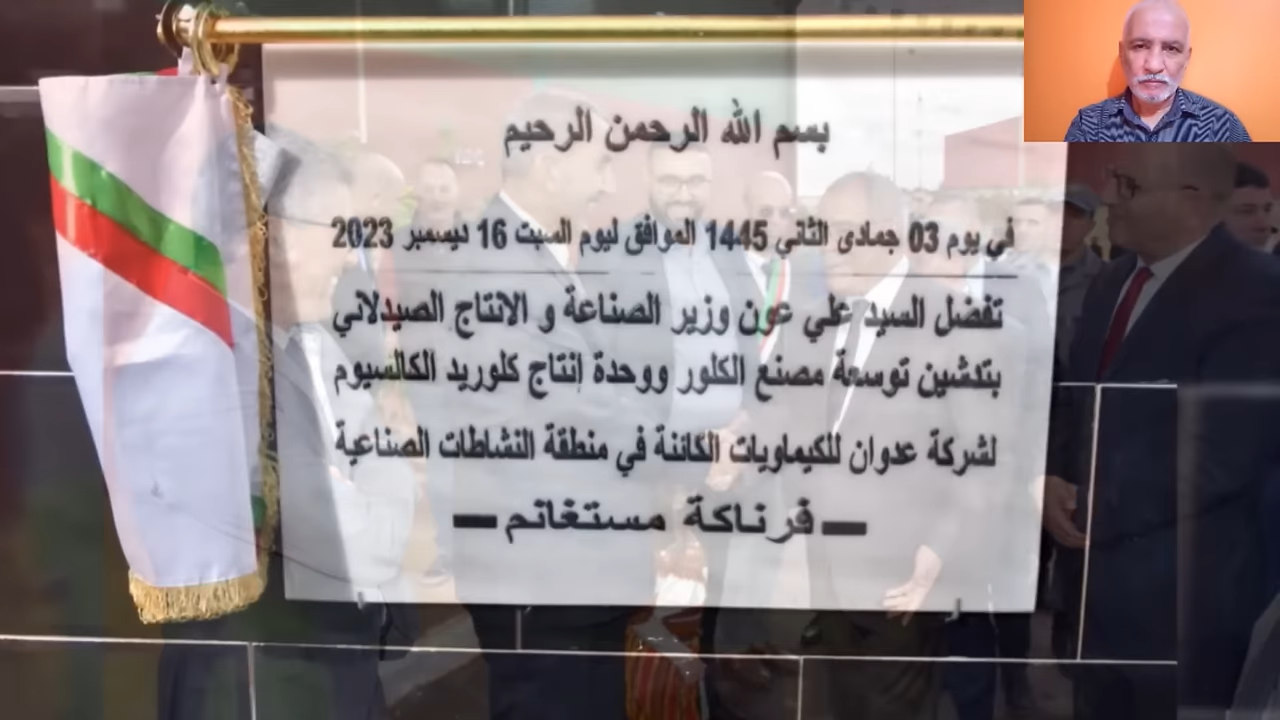 بسم الله الرحمن الرحيم
في يوم 03 جمادى الثاني 1445 الموافق ليوم السبت 16 ديسمبر 2023
تفضل السيد علي عون وزير الصناعة و الانتاج الصيدلاني
بتدشين توسعة مصنع الكلور ووحدة إنتاج كلوريد الكالسيوم
لشركة عدوان للكيماويات الكائنة في منطقة النشاطات الصناعية
– فرناكة مستغانم –